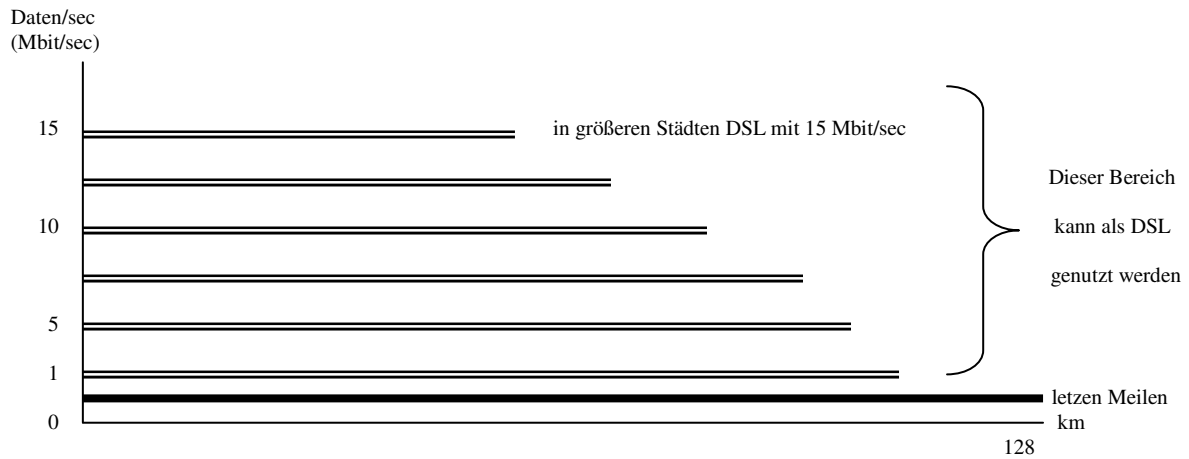 Daten/sec
(Mbit/sec)
15
in größeren Städten DSL mit 15 Mbit/sec
Dieser Bereich
10
kann als DSL
genutzt werden
5
1
letzen Meilen
0
km
128